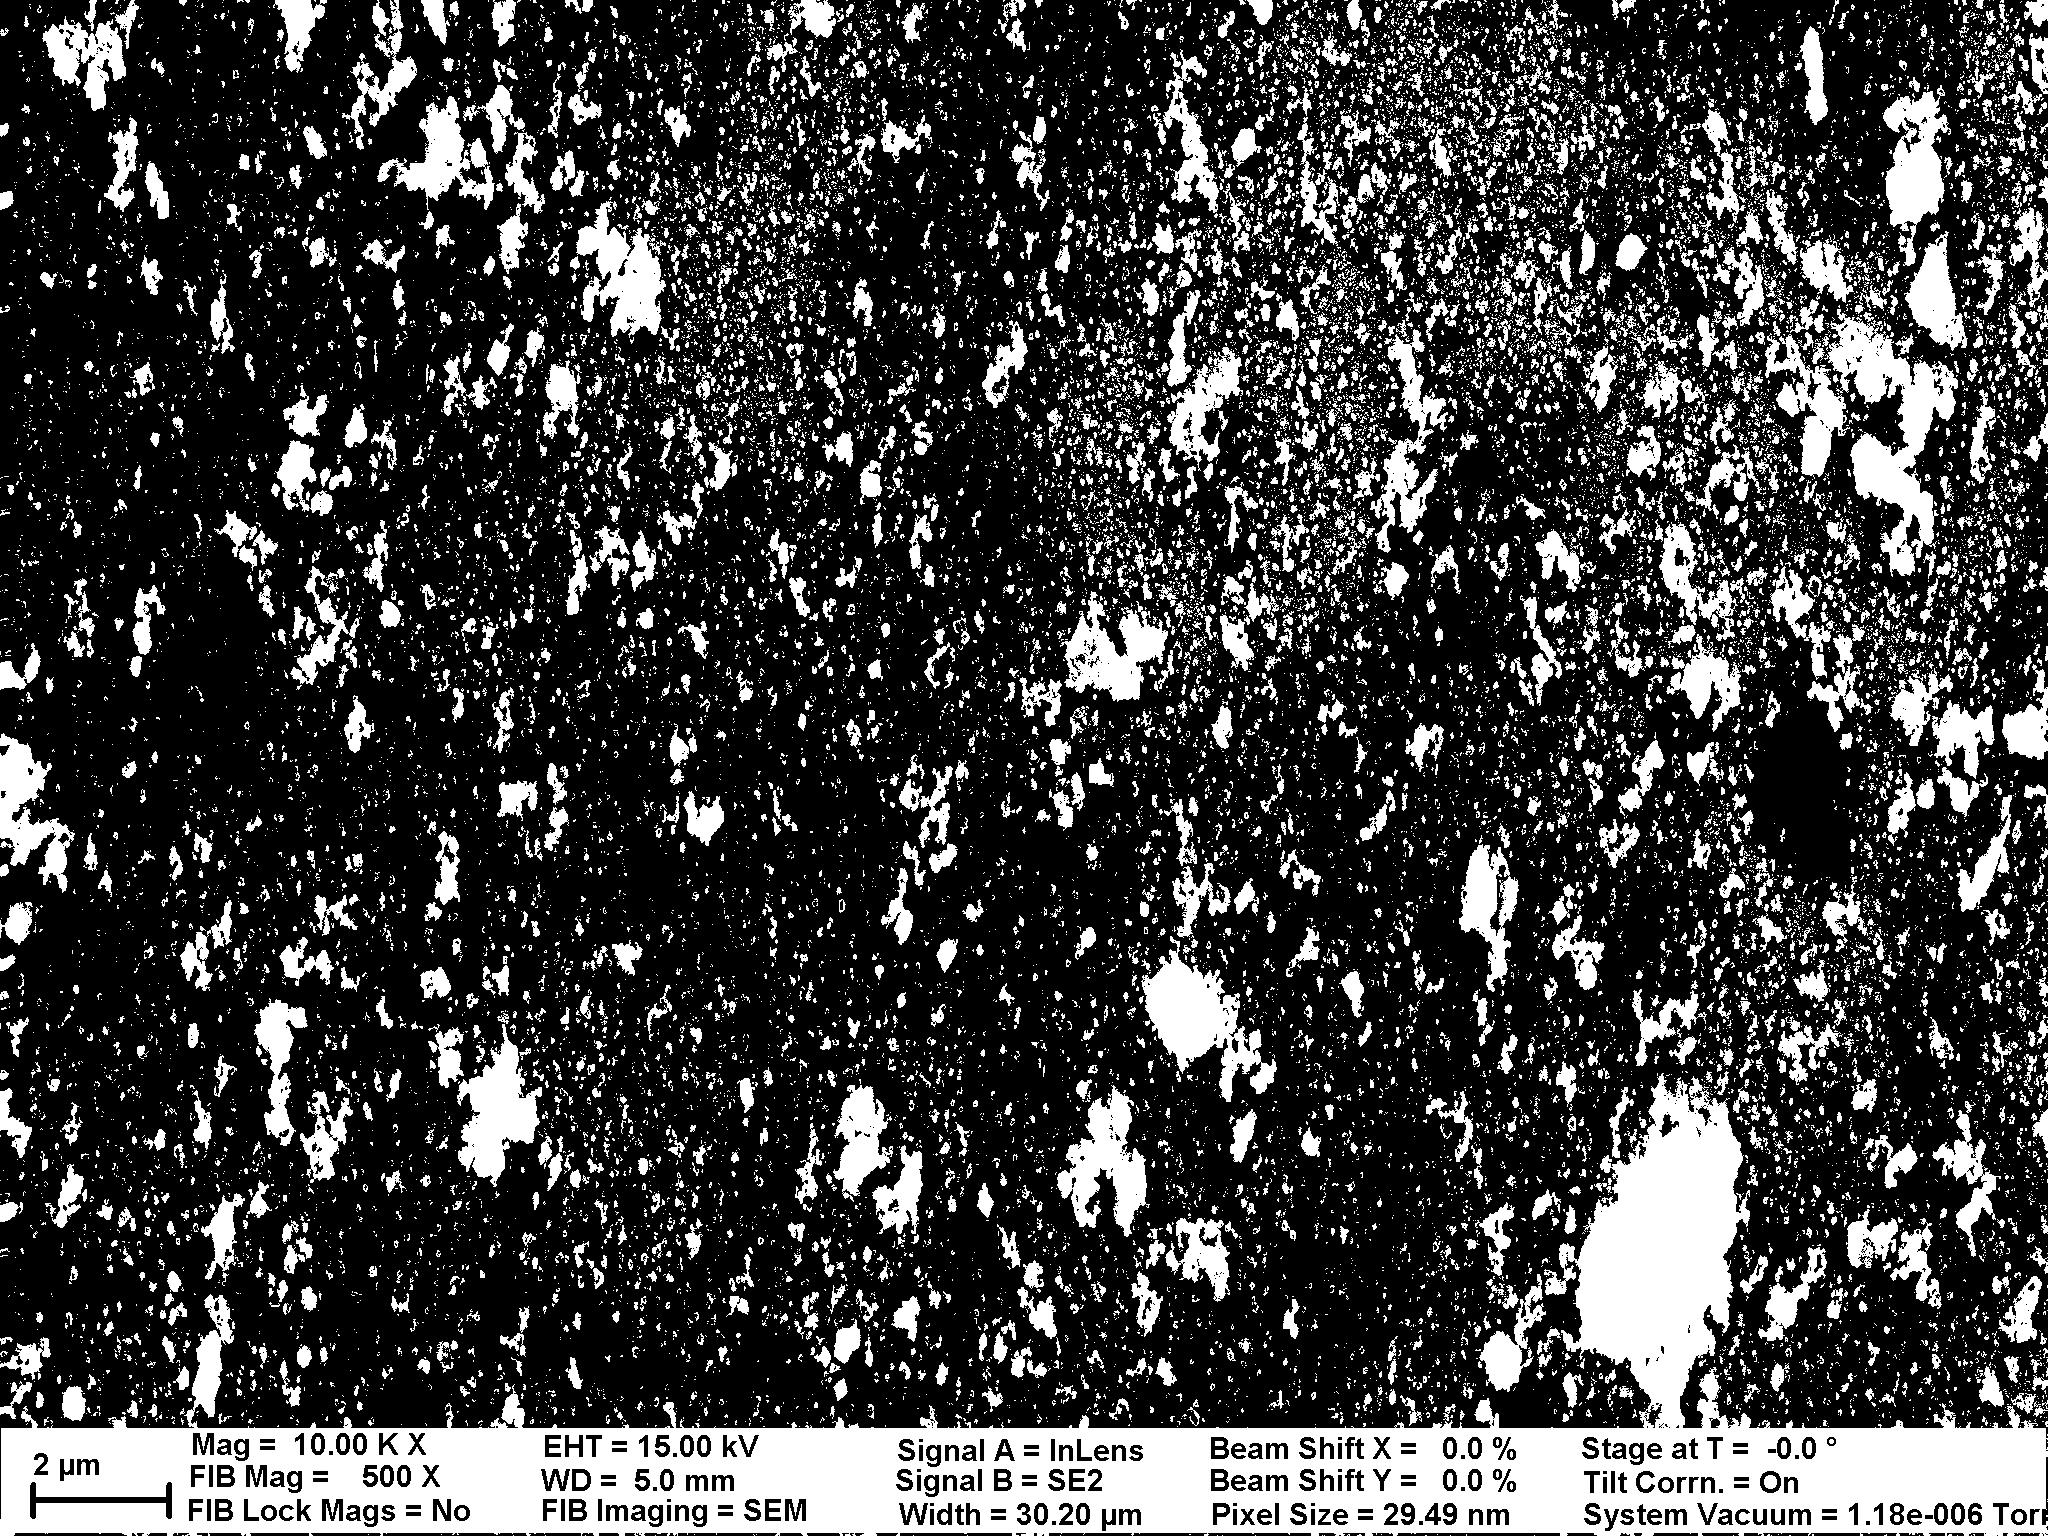 2 µm
Mag = 10.00 K X
FIB Mag = 500 X
FIB Lock Mags = No
EHT = 15.00 kV
WD = 5.0 mm
FIB Imaging = SEM
Signal A = InLens
Signal B = SE2
Width = 30.20 µm
Beam Shift X = 0.0 %
Beam Shift Y = 0.0 %
Pixel Size = 29.49 nm
Stage at T = -0.0 °
Tilt Corrn. = On
System Vacuum = 1.18e-006 Torr